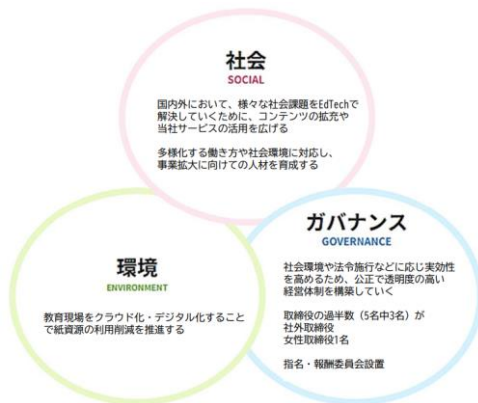 社会
SOCIAL
国内外において、様々な社会課題をEdTechで
解決していくために、コンテンツの拡充や
当社サービスの活用を広げる
多様化する働き方や社会環境に対応し、
事業拡大に向けての人材を育成する
環境
ENVIRONMENT
教育現場をクラウド化・デジタル化すること
で紙資源の利用削減を推進する
ガバナンス
GOVERNANCE
社会環境や法令施行などに応じ実効性
を高めるため、公正で透明度の高い
経営体制を構築していく
取締役の過半数（5名中3名）が
社外取締役
女性取締役1名
指名・報酬委員会設置